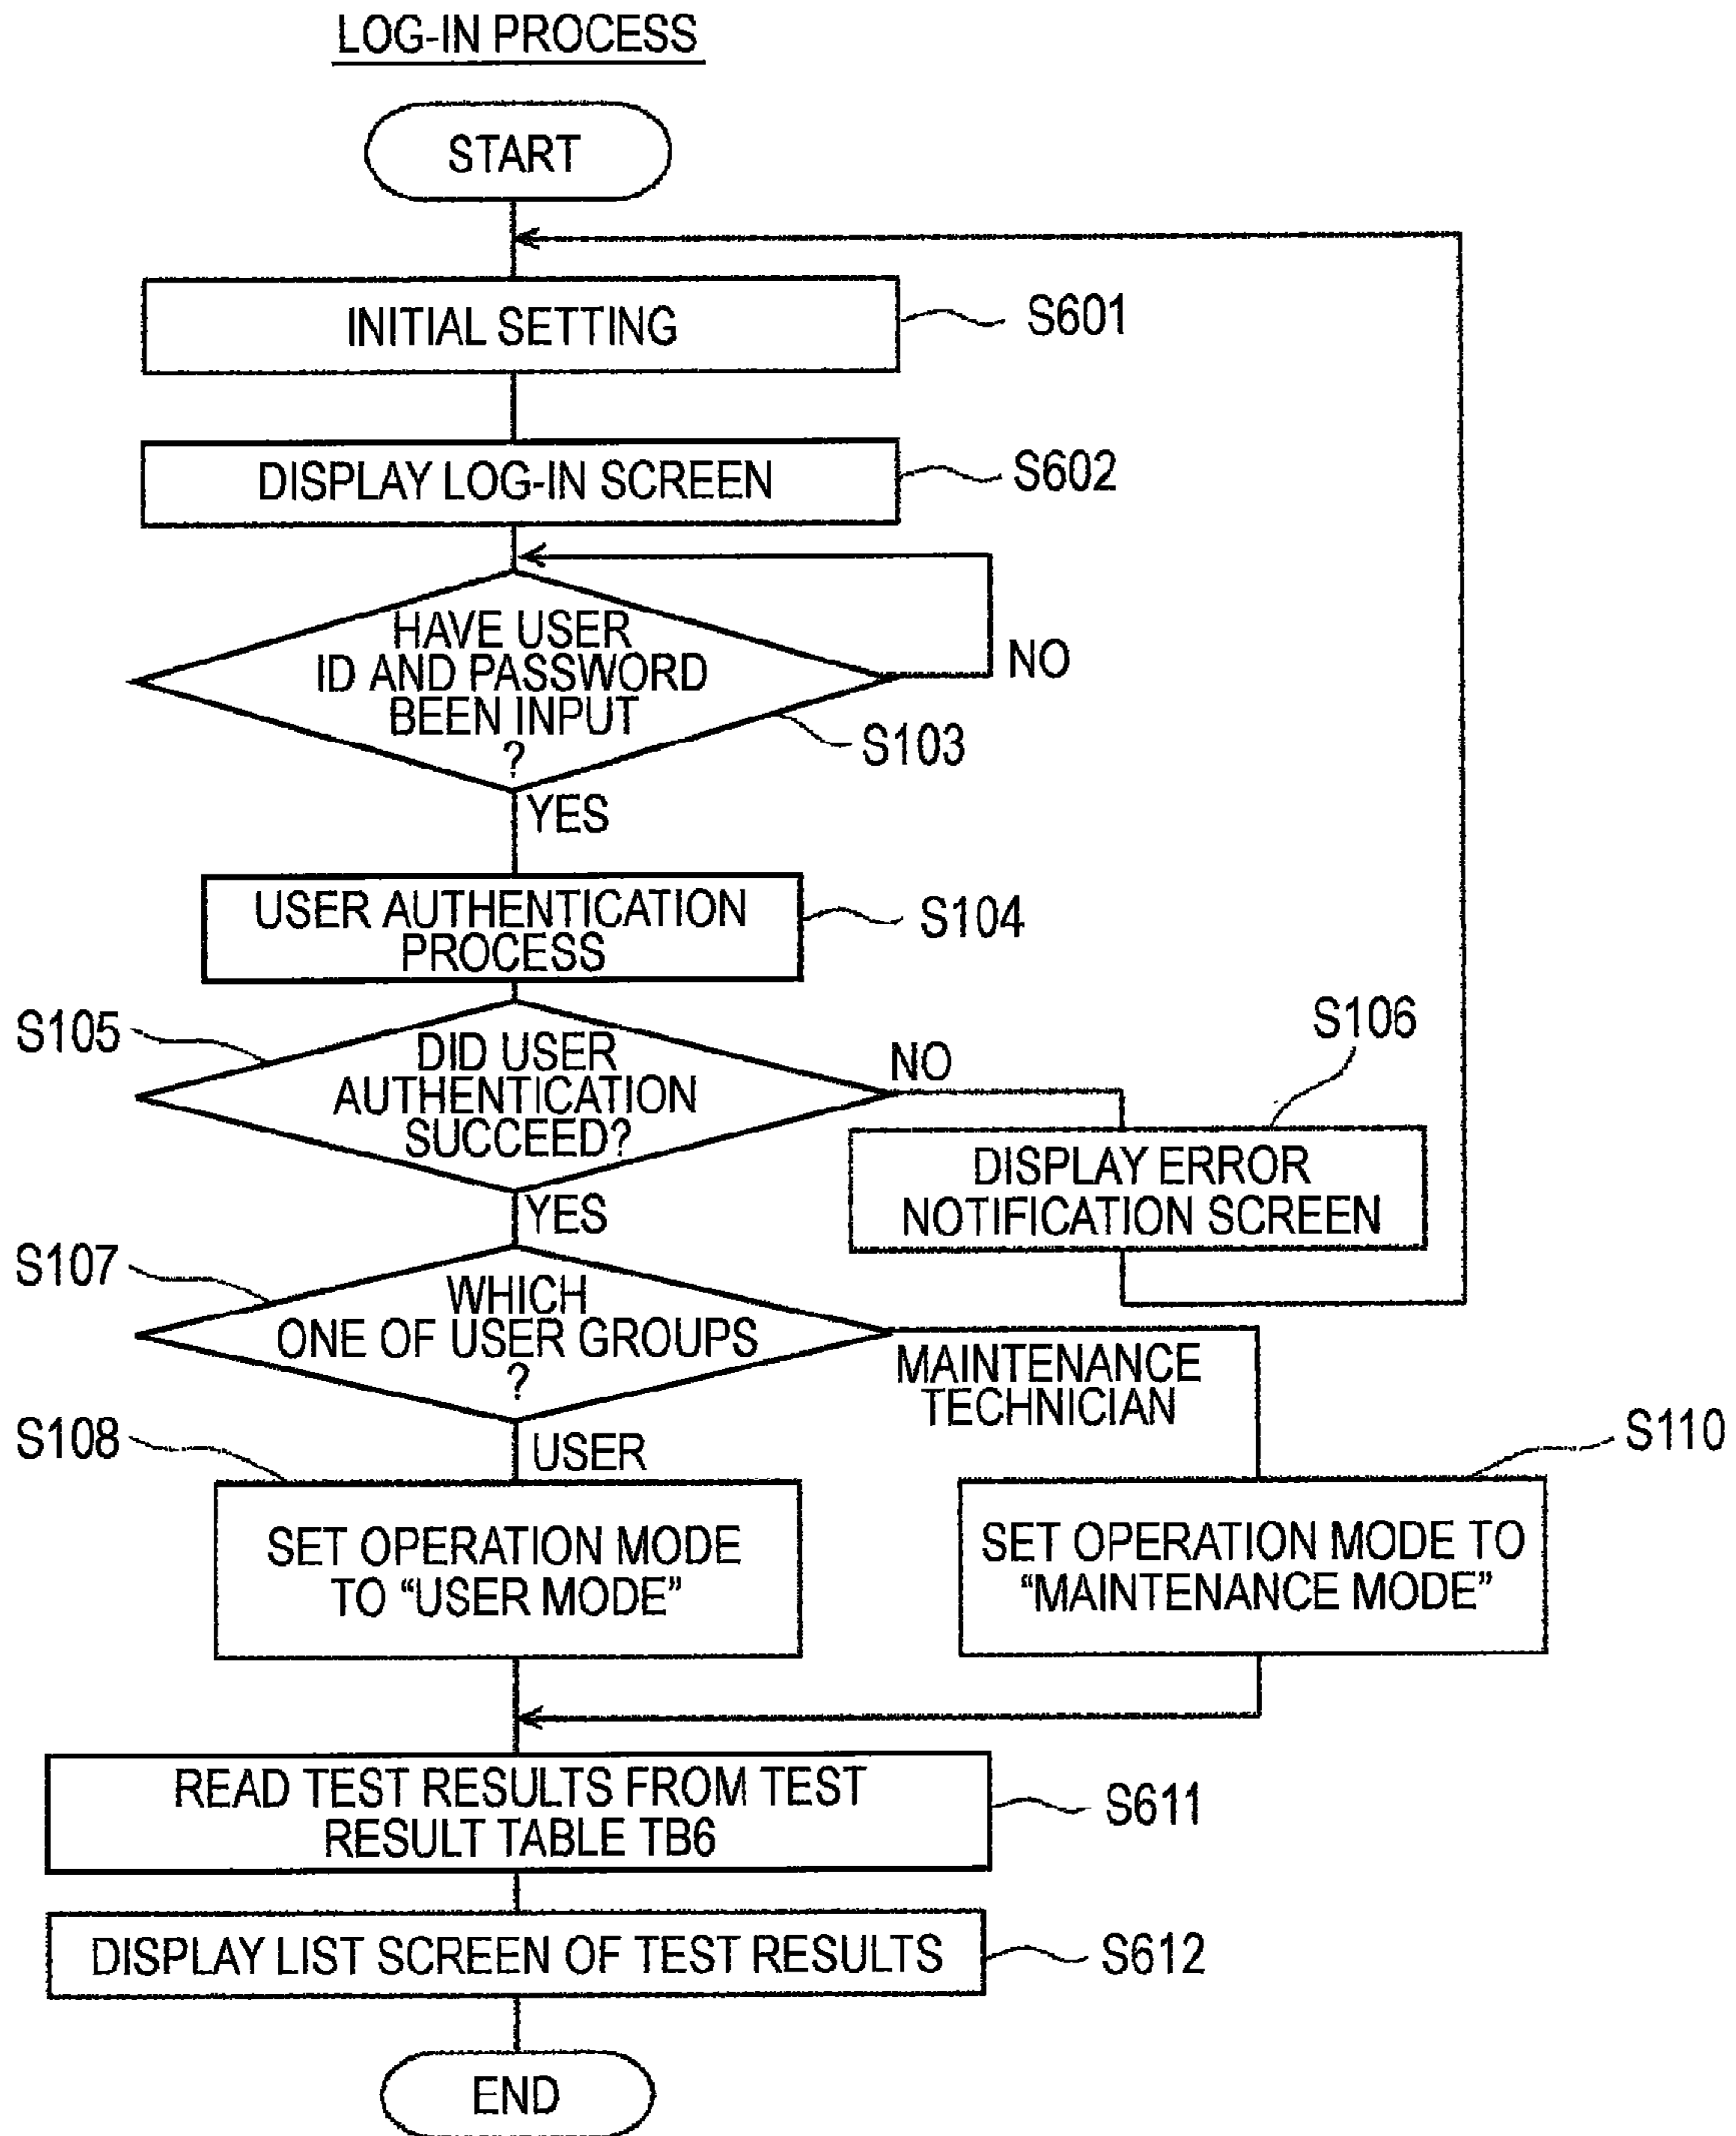 LOG-IN PROCESS
START
INITIAL SETTING
S601
DISPLAY LOG-IN SCREEN
S602
HAVE USER
ID AND PASSWORD
BEEN INPUT
?
NO
S103
YES
USER AUTHENTICATION
PROCESS
S104
S105
DID USER
AUTHENTICATION
SUCCEED?
NO
S106
DISPLAY ERROR
NOTIFICATION SCREEN
YES
S107
WHICH
ONE OF USER GROUPS
?
MAINTENANCE
TECHNICIAN
S108
USER
S110
SET OPERATION MODE
TO “USER MODE”
SET OPERATION MODE TO
“MAINTENANCE MODE”
READ TEST RESULTS FROM TEST
RESULT TABLE TB6
S611
DISPLAY LIST SCREEN OF TEST RESULTS
S612
END